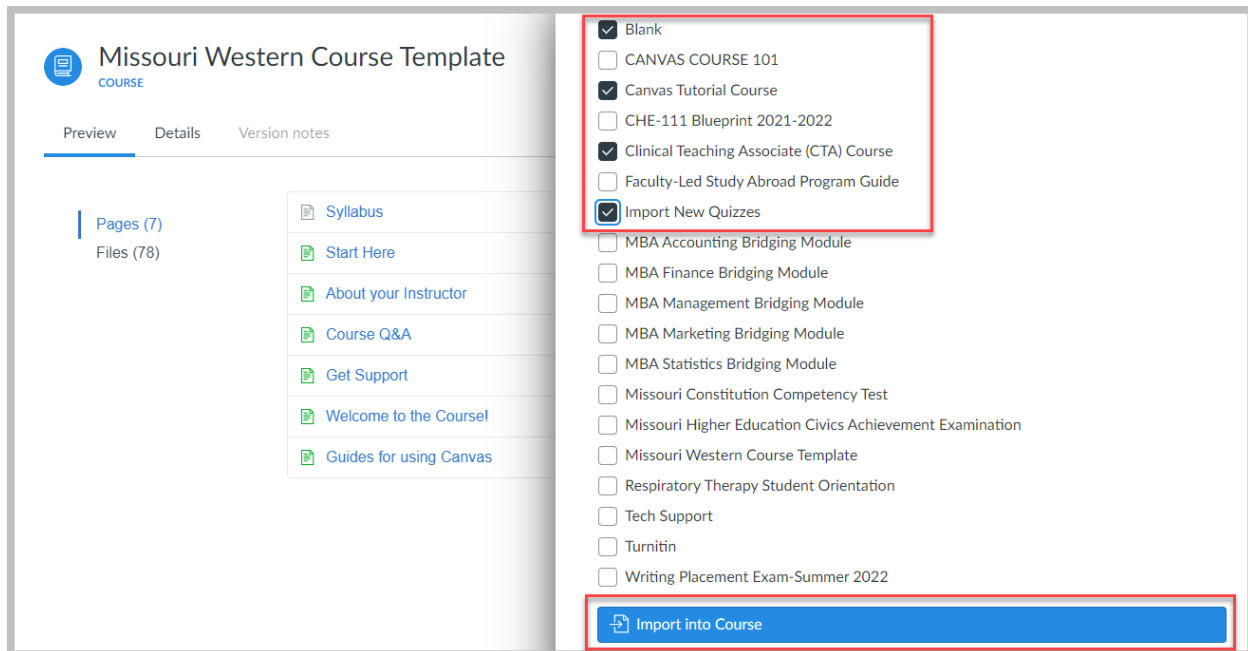 Missouri Western Course Template
COURSE
Preview Details Version notes
Pages (7)
Files (78)
Syllabus
Start Here
About your Instructor
Course Q&A
Get Support
Welcome to the Course!
Guides for using Canvas
Blank
CANVAS COURSE 101
Canvas Tutorial Course
CHE-111 Blueprint 2021-2022
Clinical Teaching Associate (CTA) Course
Faculty-Led Study Abroad Program Guide
Import New Quizzes
MBA Accounting Bridging Module
MBA Finance Bridging Module
MBA Management Bridging Module
MBA Marketing Bridging Module
MBA Statistics Bridging Module
Missouri Constitution Competency Test
Missouri Higher Education Civics Achievement Examination
Missouri Western Course Template
Respiratory Therapy Student Orientation
Tech Support
Turnitin
Writing Placement Exam-Summer 2022
Import into Course